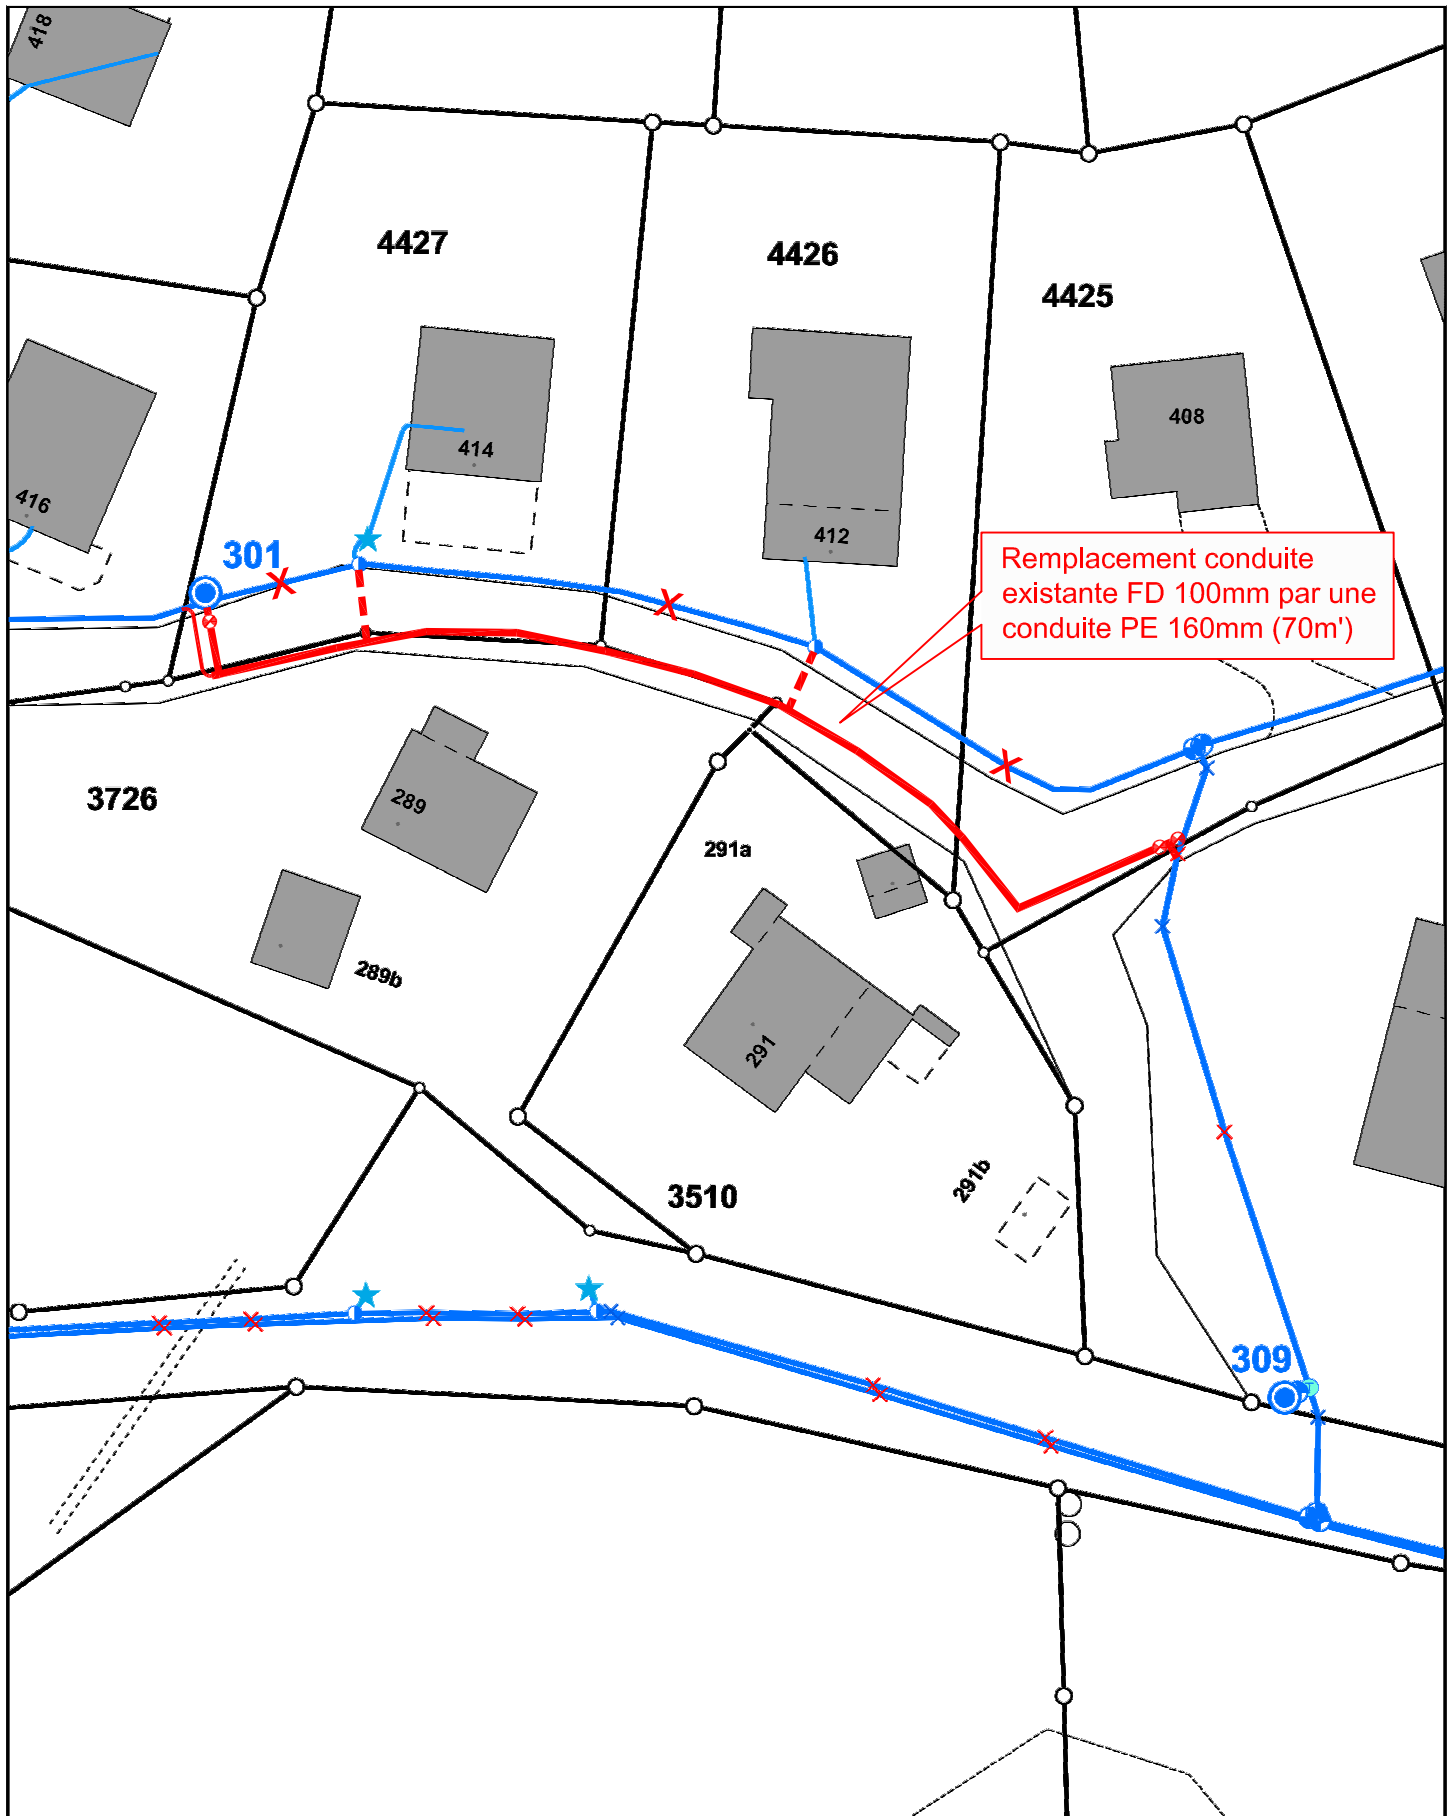 418
4427
4426
4425
408
414
416
412
301
Remplacement conduite
existante FD 100mm par une
conduite PE 160mm (70m')
3726
289
291a
289b
291
291b
3510
309